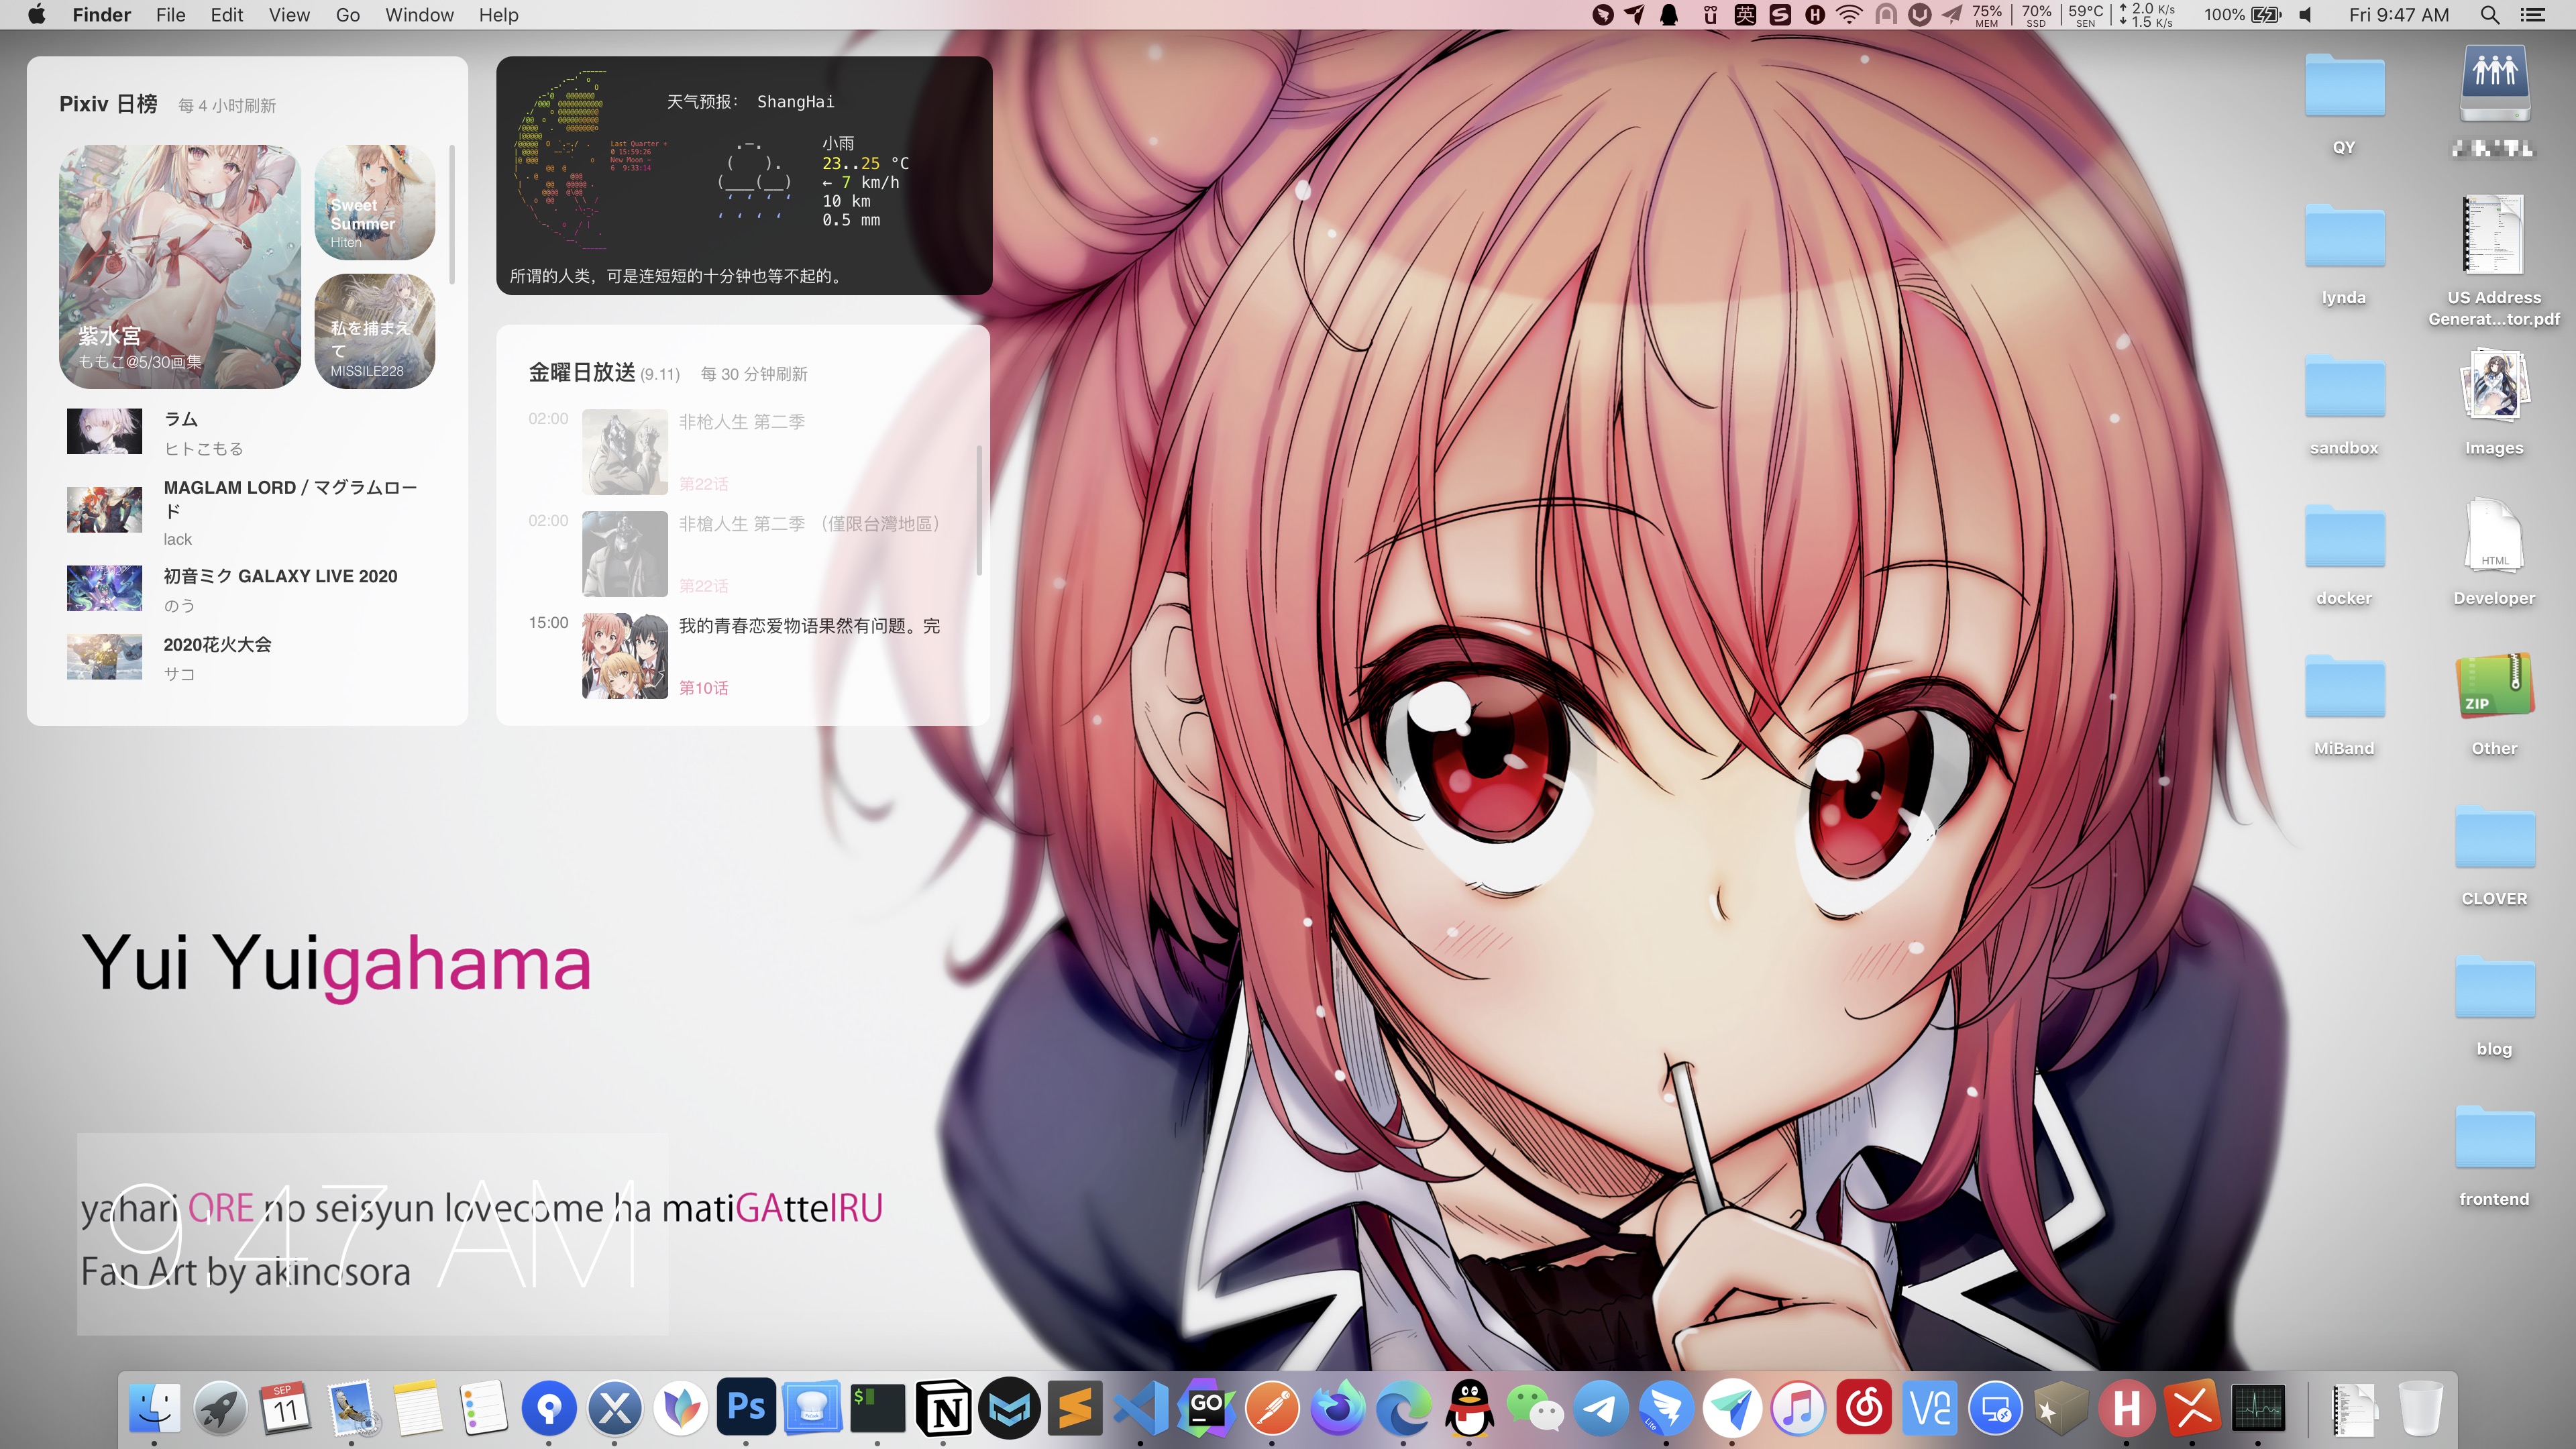 Finder File Edit View Go Window Help
英
75% MEM
70% SSD
59°C SEN
↑ 2.0 K/s
↓ 1.5 K/s
100%
Fri 9:47 AM
Pixiv 日榜 每 4 小时刷新
紫水宮
ももこ@5/30画集
Sweet
Summer
Hiten
私を捕まえ
て
MISSILE228
ラム
ヒトこもる
MAGLAM LORD / マグラムロー
ド
lack
初音ミク GALAXY LIVE 2020
のう
2020花火大会
サコ
天气预报： ShangHai
Last Quarter +
0 15:59:26
New Moon -
6 9:33:14
小雨
23..25 °C
← 7 km/h
10 km
0.5 mm
所谓的人类，可是连短短的十分钟也等不起的。
金曜日放送 (9.11) 每 30 分钟刷新
02:00 非枪人生 第二季
第22话
02:00 非槍人生 第二季 （僅限台灣地區）
第22话
15:00 我的青春恋爱物语果然有问题。完
第10话
Yui Yuigahama
yahari ORE no seisyun lovecome ha matiGAtteIRU
Fan Art by akinosora
9:47 AM
QY
lynda
sandbox
docker
MiBand
US Address
Generat...tor.pdf
Images
HTML
Developer
ZIP
Other
CLOVER
blog
frontend
SEP
11
Ps
$
N
GO
Lite
VNC
H